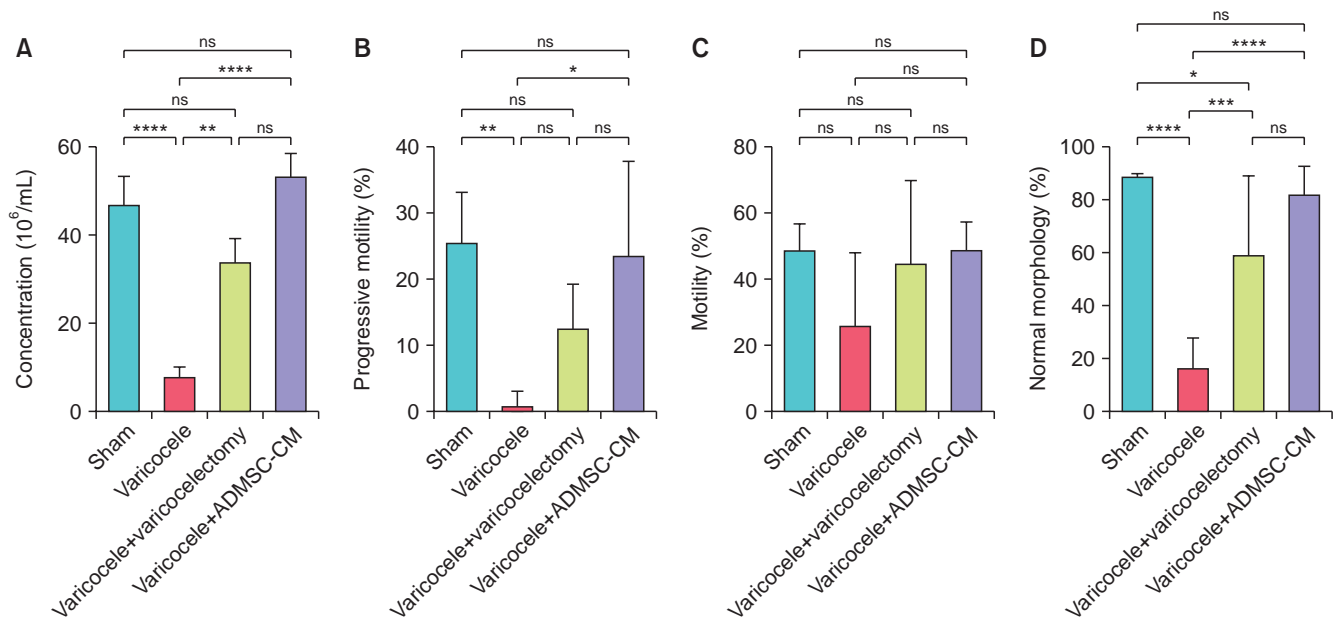 A
ns
****
ns
****
**
ns
Concentration (10⁶/mL)
60
40
20
0
Sham
Varicocele
Varicocele+varicocelectomy
Varicocele+ADMSC-CM
B
ns
*
ns
**
ns
ns
Progressive motility (%)
40
30
20
10
0
Sham
Varicocele
Varicocele+varicocelectomy
Varicocele+ADMSC-CM
C
ns
ns
ns
ns
ns
ns
Motility (%)
80
60
40
20
0
Sham
Varicocele
Varicocele+varicocelectomy
Varicocele+ADMSC-CM
D
ns
****
*
***
****
ns
Normal morphology (%)
100
80
60
40
20
0
Sham
Varicocele
Varicocele+varicocelectomy
Varicocele+ADMSC-CM